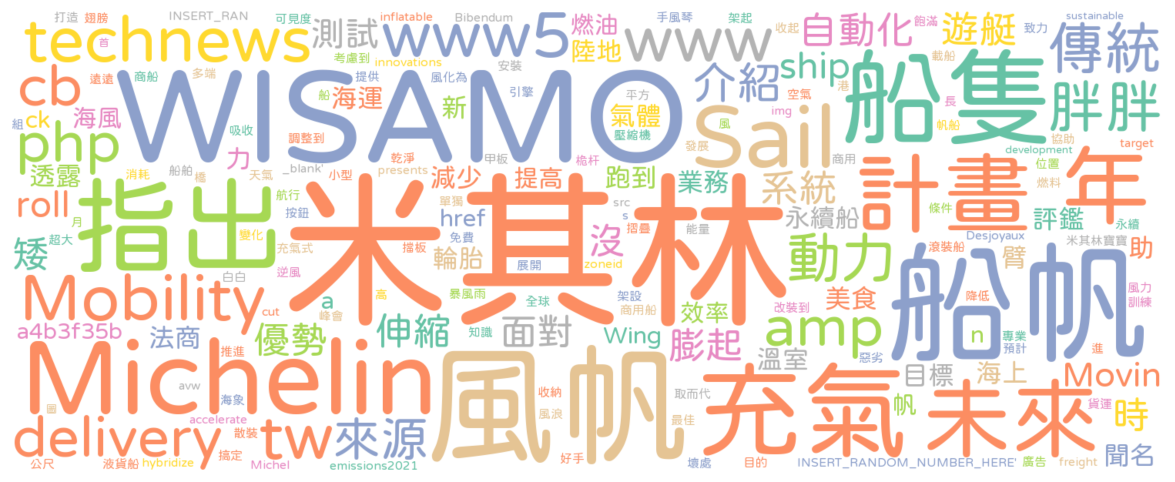 打造 翅膀 INSERT_RAN 可見度 inflatable Bibendum 燃油 手風琴 架起 收起 飽滿 sustainable
technews 首 測試 www5 www 自動化 遊艇 致力 傳統
考慮到 innovations 陸地
cb 遠遠 商船 多端 提供 風化為 安裝 介紹 ship 載船 船隻 胖胖
ck 海風 海運 引擎 新 平方 氣體 空氣 港 長
組 php 吸收 WISAMO 船 壓縮機 img Sail 帆船 協助
力 調整到 風 發展 development target
透露 消耗 船舶 橋 _blank' 天氣 乾淨 甲板 桅杆 商用 位置
指出 小型 presents 減少 提高 跑到 業務 系統 計畫 年 燃料
roll 月 航行 單獨 src 條件 永續
矮 超大 變化 按鈕 href s 摺疊 能量 沒 永續船 評鑑
充氣式 擋板 免費 米其林 Desjoyaux 米其林寶寶
白白 逆風 輪胎 展開 zoneid 動力 滾裝船 臂 助
Mobility 高 暴風雨 全球 架設 美食 船帆 降低 風力 訓練
a4b3f35b cut 峰會 a 商用船 效率 改裝到
法商 優勢 伸縮 知識 面對 Wing 膨起 amp n 專業 預計
Michelin 推進 溫室 惡劣 進
avw 海象 風帆 收納 取而代 目標 海上 Movin
圖 accelerate 風浪 充氣 帆 未來 貨運 時
delivery 散裝 tw 來源 最佳
公尺 液貨船 hybridize 搞定 Michel emissions2021 好手 壞處 目的 INSERT_RANDOM_NUMBER_HERE' 廣告 freight 聞名